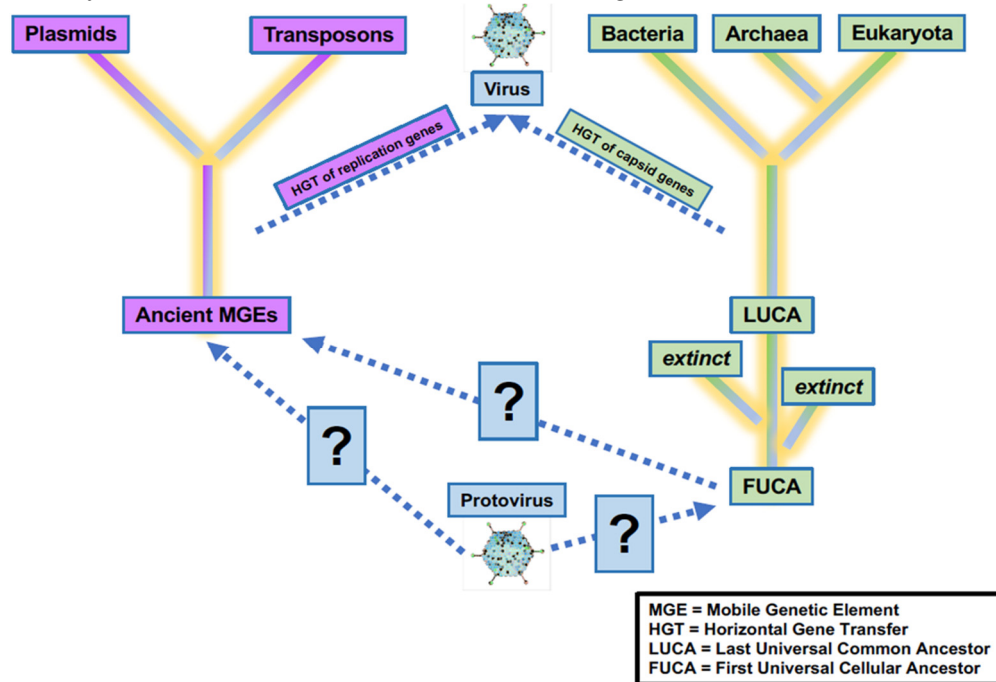 Plasmids
Transposons
Virus
Bacteria
Archaea
Eukaryota
HGT of replication genes
HGT of capsid genes
Ancient MGEs
LUCA
extinct
extinct
?
?
FUCA
Protovirus
?
MGE = Mobile Genetic Element
HGT = Horizontal Gene Transfer
LUCA = Last Universal Common Ancestor
FUCA = First Universal Cellular Ancestor